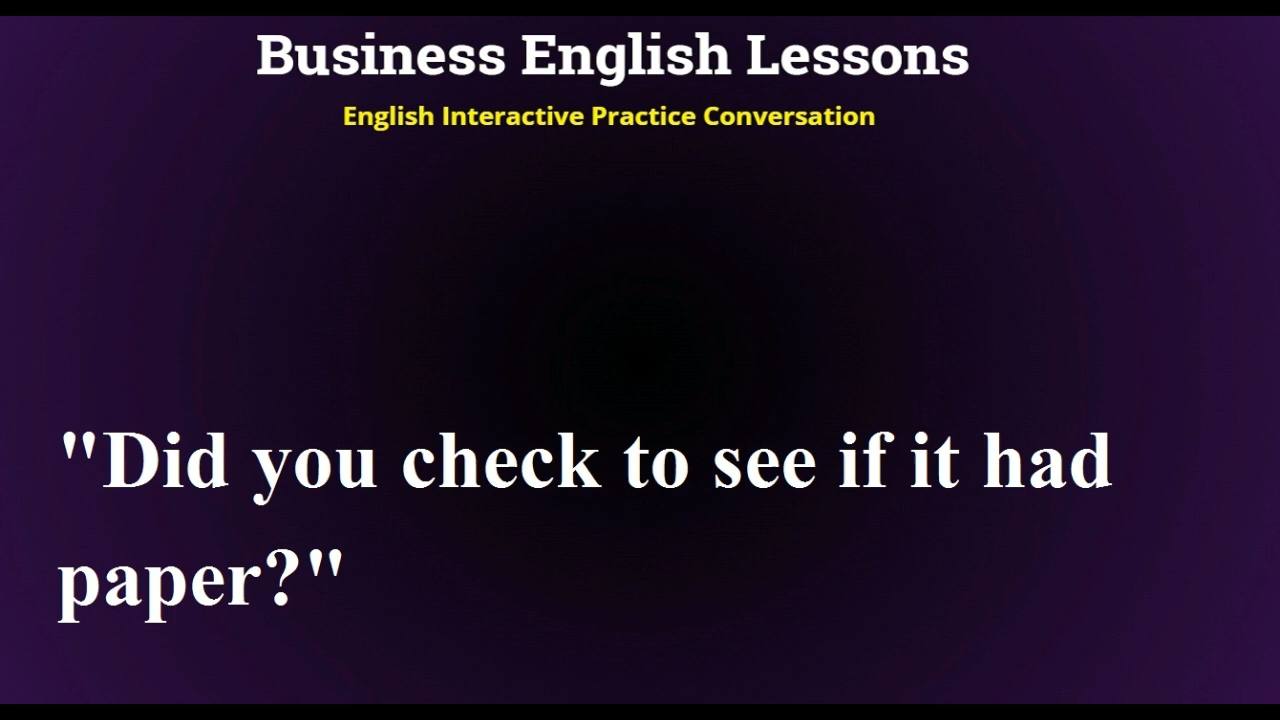 Business English Lessons
English Interactive Practice Conversation
"Did you check to see if it had
paper?"